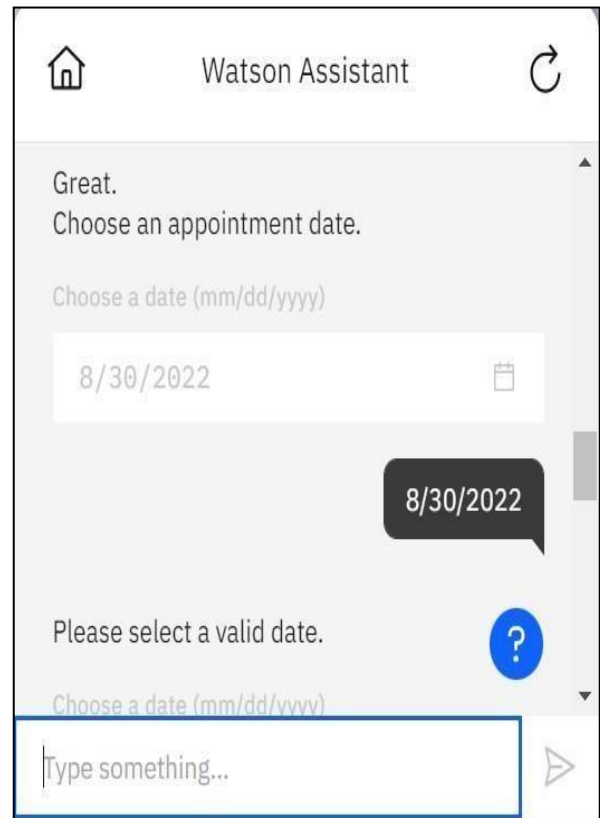 Watson Assistant
Great.
Choose an appointment date.
Choose a date (mm/dd/yyyy)
8/30/2022
8/30/2022
Please select a valid date.
?
Choose a date (mm/dd/yyyy)
Type something...